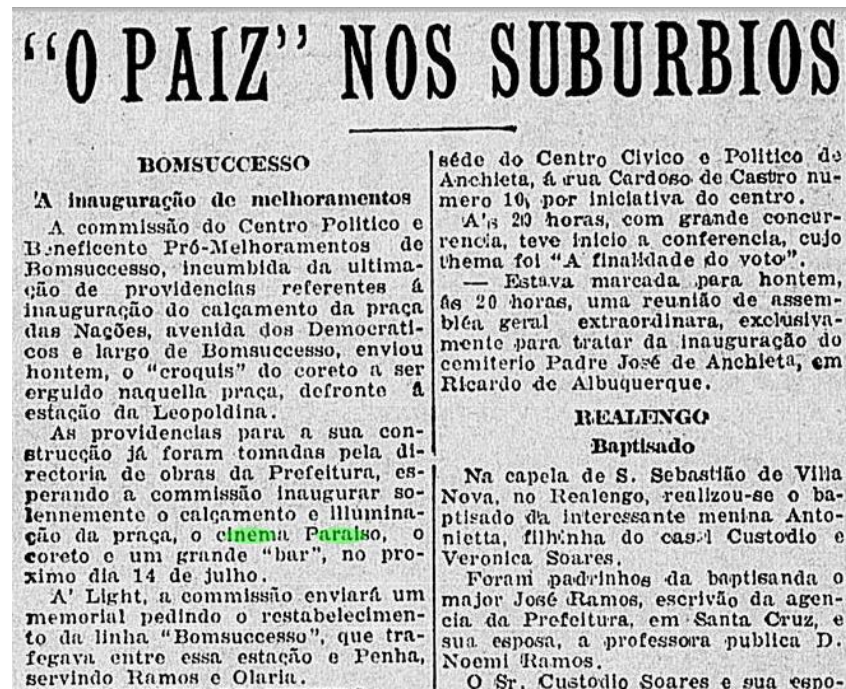 “O PAIZ” NOS SUBURBIOS
BOMSUCCESSO
A inauguração de melhoramentos
A commissão do Centro Politico e
Beneficente Pró-Melhoramentos de
Bomsuccesso, incumbida da ultima-
ção de providencias referentes á
inauguração do calçamento da praça
das Nações, avenida dos Democrati-
cos e largo de Bomsuccesso, enviou
hontem, o “croquis” do coreto a ser
erguido naquella praça, defronte á
estação da Leopoldina.
As providencias para a sua con-
strucção já foram tomadas pela di-
rectoria de obras da Prefeitura, es-
perando a commissão inaugurar so-
lennemente o calçamento e illumina-
ção da praça, o cinema Paraiso, o
coreto e um grande “bar”, no pro-
ximo dia 14 de julho.
A' Light, a commissão enviará um
memorial pedindo o restabelecimen-
to da linha “Bomsuccesso”, que tra-
fegava entre essa estação e Penha,
servindo Ramos e Olaria.
séde do Centro Civico e Politico de
Anchieta, á rua Cardoso de Castro nu-
mero 10, por iniciativa do centro.
A's 20 horas, com grande concur-
rencia, teve inicio a conferencia, cujo
thema foi “A finalidade do voto”.
— Estava marcada para hontem,
ás 20 horas, uma reunião de assem-
bléa geral extraordinara, exclusiva-
mente para tratar da inauguração do
cemiterio Padre José de Anchieta, em
Ricardo de Albuquerque.
REALENGO
Baptisado
Na capela de S. Sebastião de Villa
Nova, no Realengo, realizou-se o ba-
ptisado da interessante menina Anto-
nietta, filhinha do casal Custodio e
Veronica Soares.
Foram padrinhos da baptisanda o
major José Ramos, escrivão da agen-
cia da Prefeitura, em Santa Cruz, e
sua esposa, a professora publica D.
Noemi Ramos.
O Sr. Custodio Soares e sua espo-